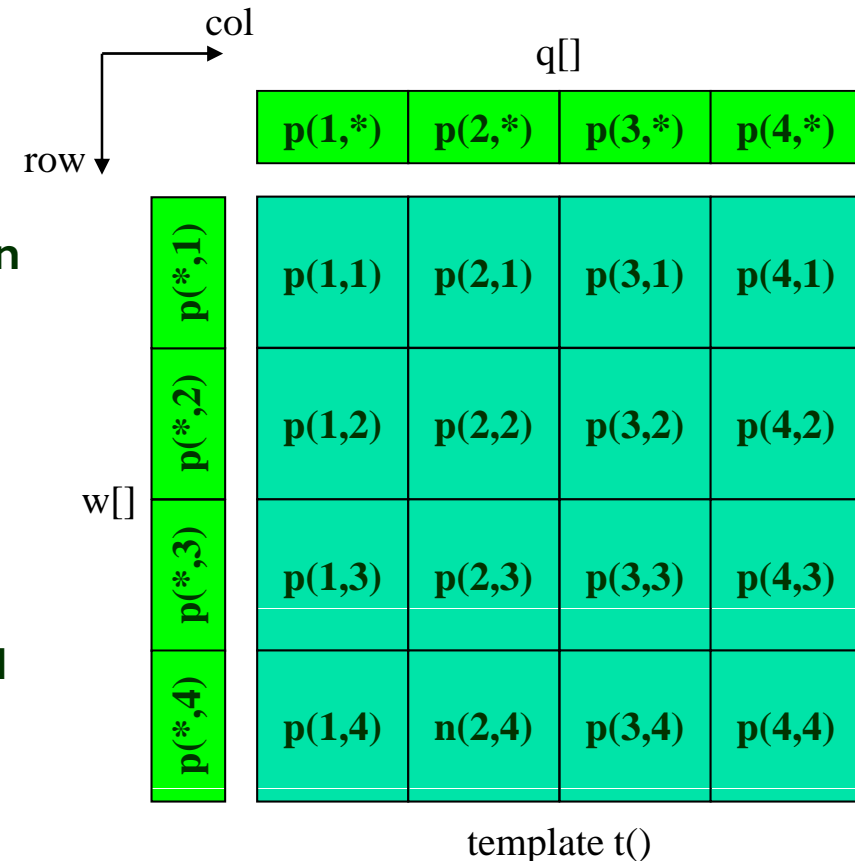 col
q[]
p(1,*) p(2,*) p(3,*) p(4,*)
row
n
p(*,1) p(1,1) p(2,1) p(3,1) p(4,1)
p(*,2) p(1,2) p(2,2) p(3,2) p(4,2)
w[]
p(*,3) p(1,3) p(2,3) p(3,3) p(4,3)
p(*,4) p(1,4) n(2,4) p(3,4) p(4,4)
template t()